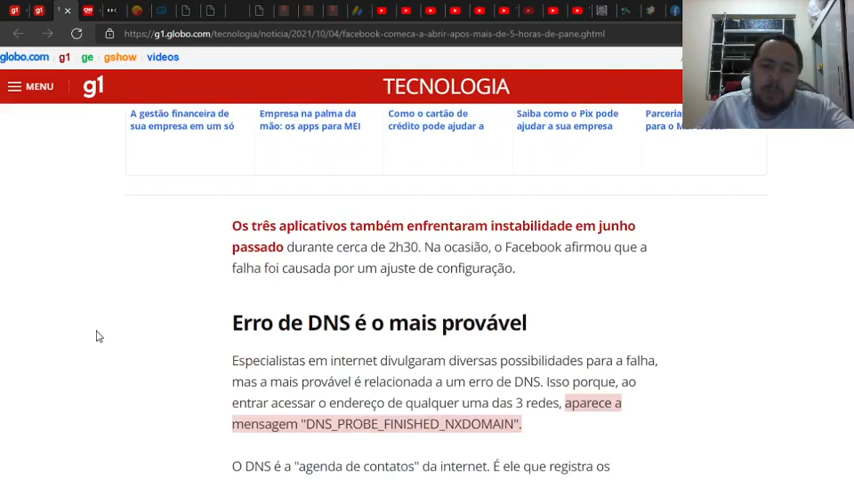 https://g1.globo.com/tecnologia/noticia/2021/10/04/facebook-comeca-a-abrir-apos-mais-de-5-horas-de-pane.ghtml
globo.com g1 ge gshow videos
MENU g1 TECNOLOGIA
A gestão financeira de
sua empresa em um só
Empresa na palma da
mão: os apps para MEI
Como o cartão de
crédito pode ajudar a
Saiba como o Pix pode
ajudar a sua empresa
Os três aplicativos também enfrentaram instabilidade em junho
passado durante cerca de 2h30. Na ocasião, o Facebook afirmou que a
falha foi causada por um ajuste de configuração.
Erro de DNS é o mais provável
Especialistas em internet divulgaram diversas possibilidades para a falha,
mas a mais provável é relacionada a um erro de DNS. Isso porque, ao
entrar acessar o endereço de qualquer uma das 3 redes, aparece a
mensagem "DNS_PROBE_FINISHED_NXDOMAIN".
O DNS é a "agenda de contatos" da internet. É ele que registra os